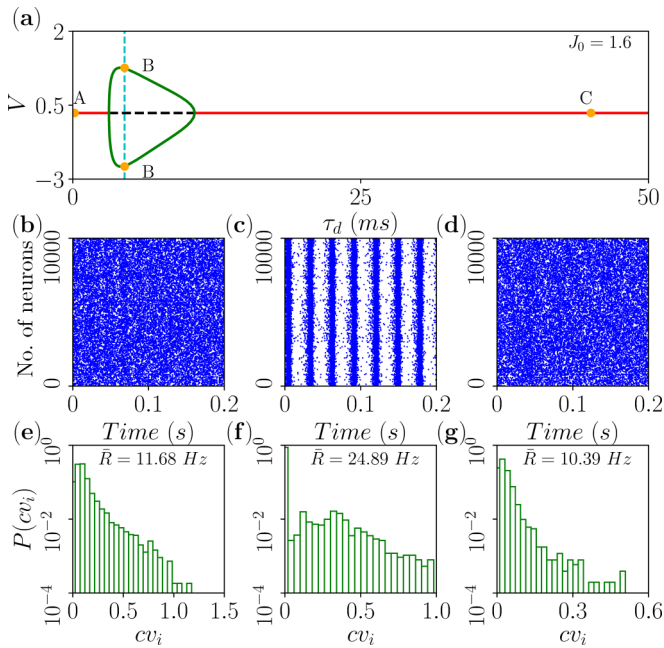 (a)
2
J₀ = 1.6
B
V
0.5
A
C
B
−3
0
25
50
τ_d (ms)
(b)
(c)
(d)
No. of neurons
10000
0
10000
0
10000
0
0
0.1
0.2
0
0.1
0.2
0
0.1
0.2
Time (s)
Time (s)
Time (s)
(e)
(f)
(g)
R̄ = 11.68 Hz
R̄ = 24.89 Hz
R̄ = 10.39 Hz
P(cvᵢ)
10⁰
10⁻²
10⁻⁴
10⁰
10⁻²
10⁻⁴
10⁰
10⁻²
10⁻⁴
0
0.5
1.0
1.5
0
0.5
1.0
0
0.3
0.6
cvᵢ
cvᵢ
cvᵢ